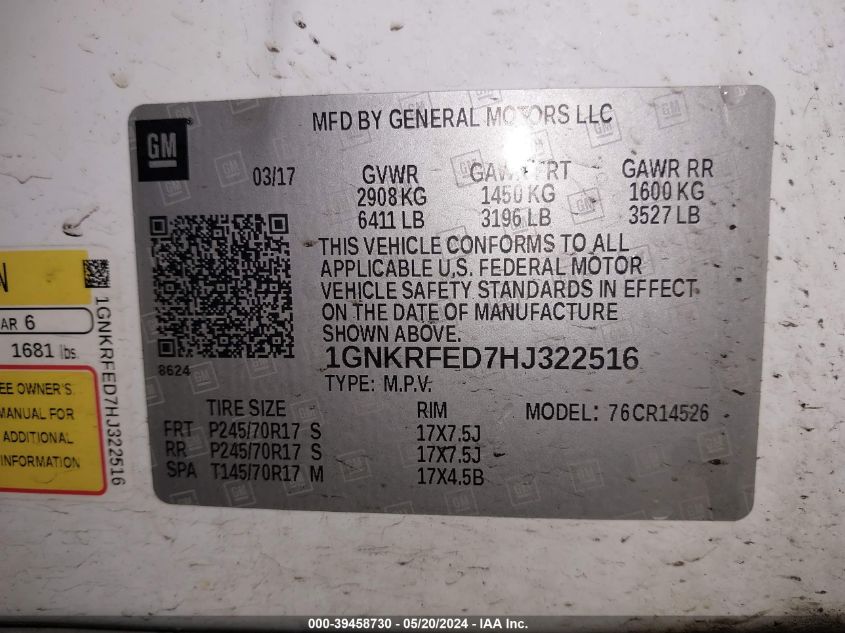 MFD BY GENERAL MOTORS LLC
GM
03/17 GVWR GAWR FRT GAWR RR
2908 KG 1450 KG 1600 KG
6411 LB 3196 LB 3527 LB
THIS VEHICLE CONFORMS TO ALL
APPLICABLE U.S. FEDERAL MOTOR
VEHICLE SAFETY STANDARDS IN EFFECT
ON THE DATE OF MANUFACTURE
SHOWN ABOVE.
8624
1GNKRFED7HJ322516
TYPE: M.P.V.
TIRE SIZE RIM MODEL: 76CR14526
FRT P245/70R17 S 17X7.5J
RR P245/70R17 S 17X7.5J
SPA T145/70R17 M 17X4.5B
N
AR 6
1681 lbs.
EE OWNER'S
MANUAL FOR
ADDITIONAL
INFORMATION
1GNKRFED7HJ322516
000-39458730 - 05/20/2024 - IAA Inc.